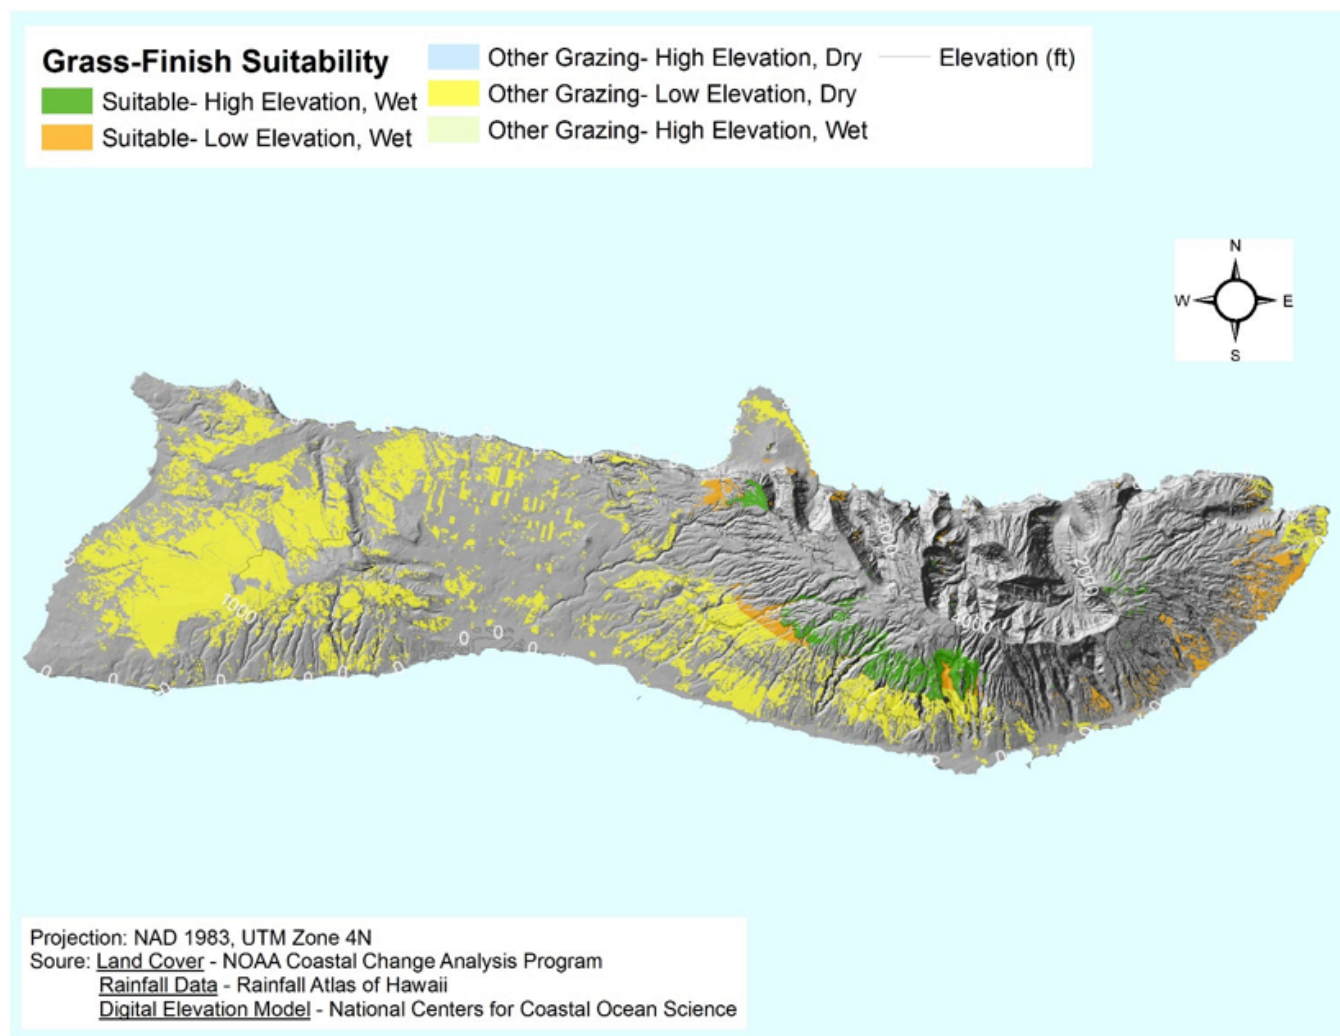 Grass-Finish Suitability
Suitable- High Elevation, Wet
Suitable- Low Elevation, Wet
Other Grazing- High Elevation, Dry
Other Grazing- Low Elevation, Dry
Other Grazing- High Elevation, Wet
Elevation (ft)
N
W E
S
1000
2000
4000
0
0
0
0
0
0
0
0
Projection: NAD 1983, UTM Zone 4N
Soure: Land Cover - NOAA Coastal Change Analysis Program
Rainfall Data - Rainfall Atlas of Hawaii
Digital Elevation Model - National Centers for Coastal Ocean Science